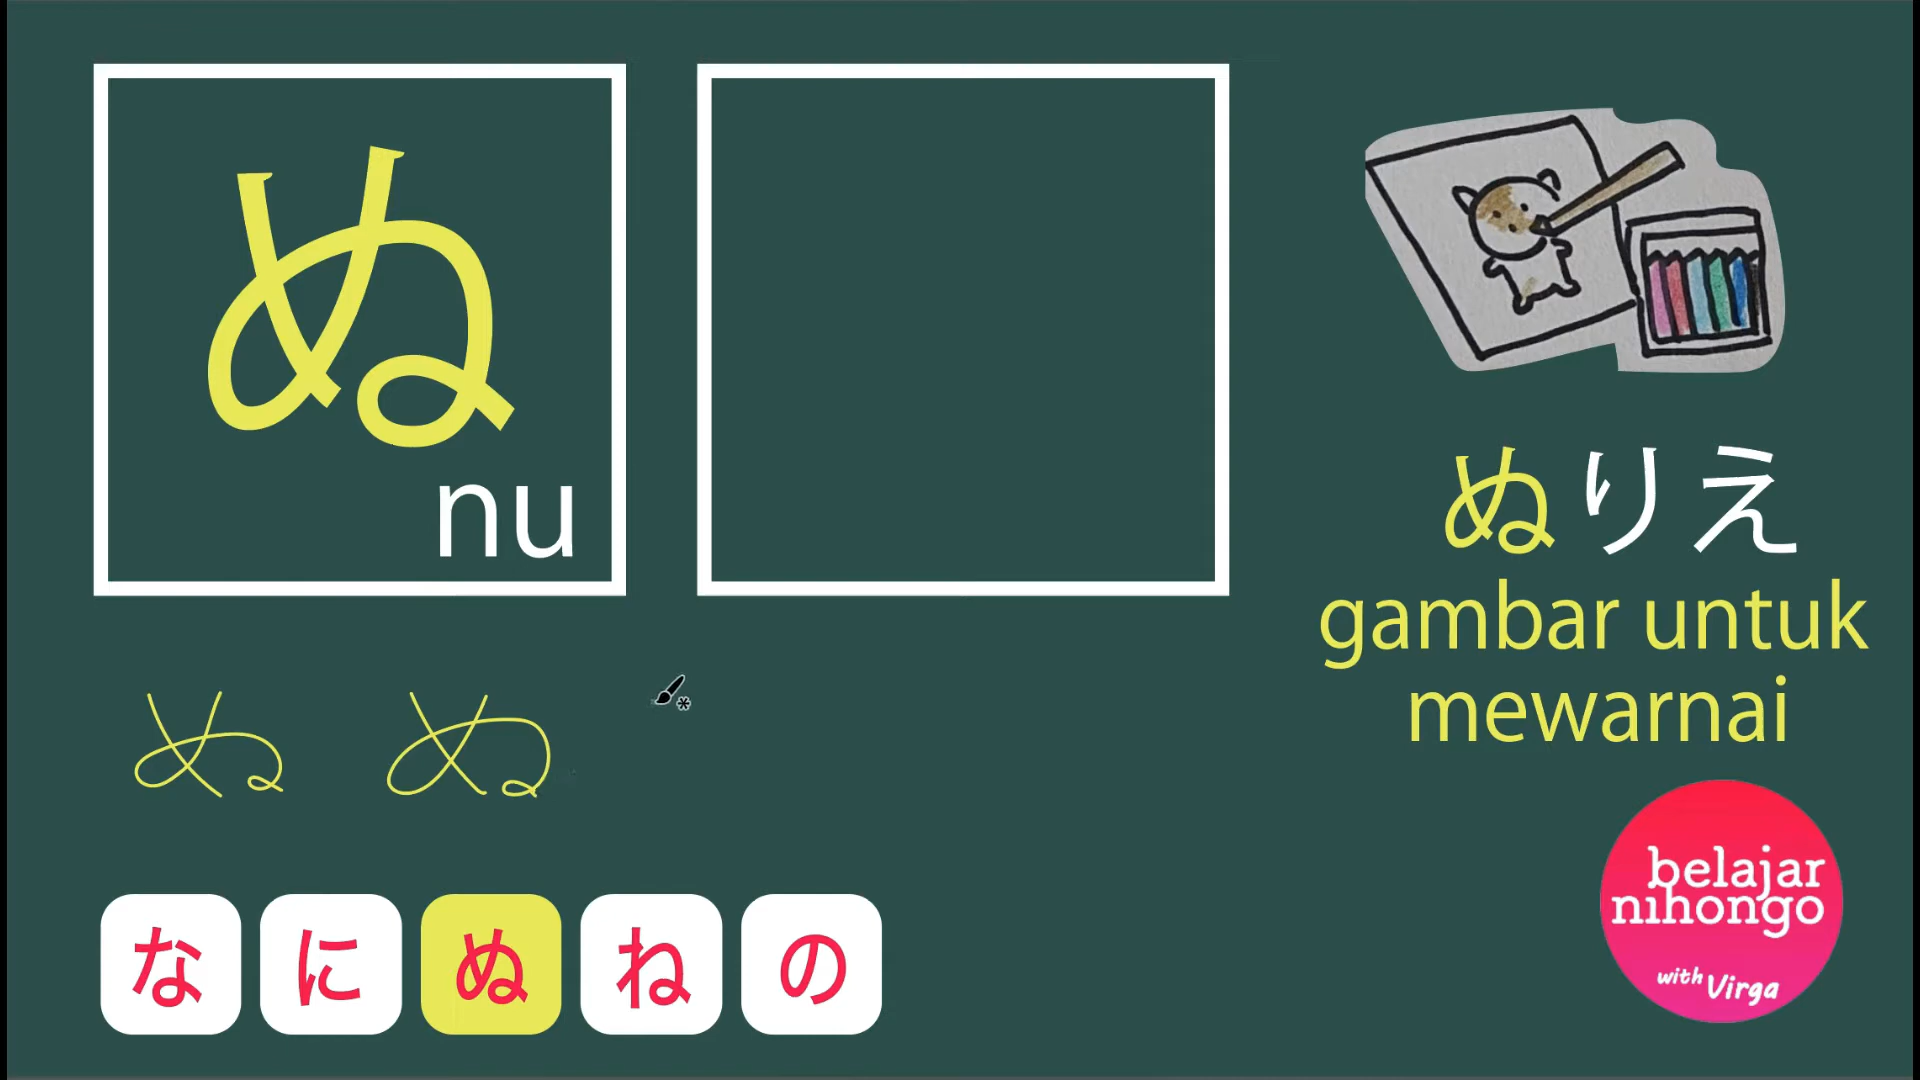 ぬ
nu
ぬりえ
gambar untuk
mewarnai
ぬ ぬ
な に ぬ ね の
belajar
nihongo
with Virga